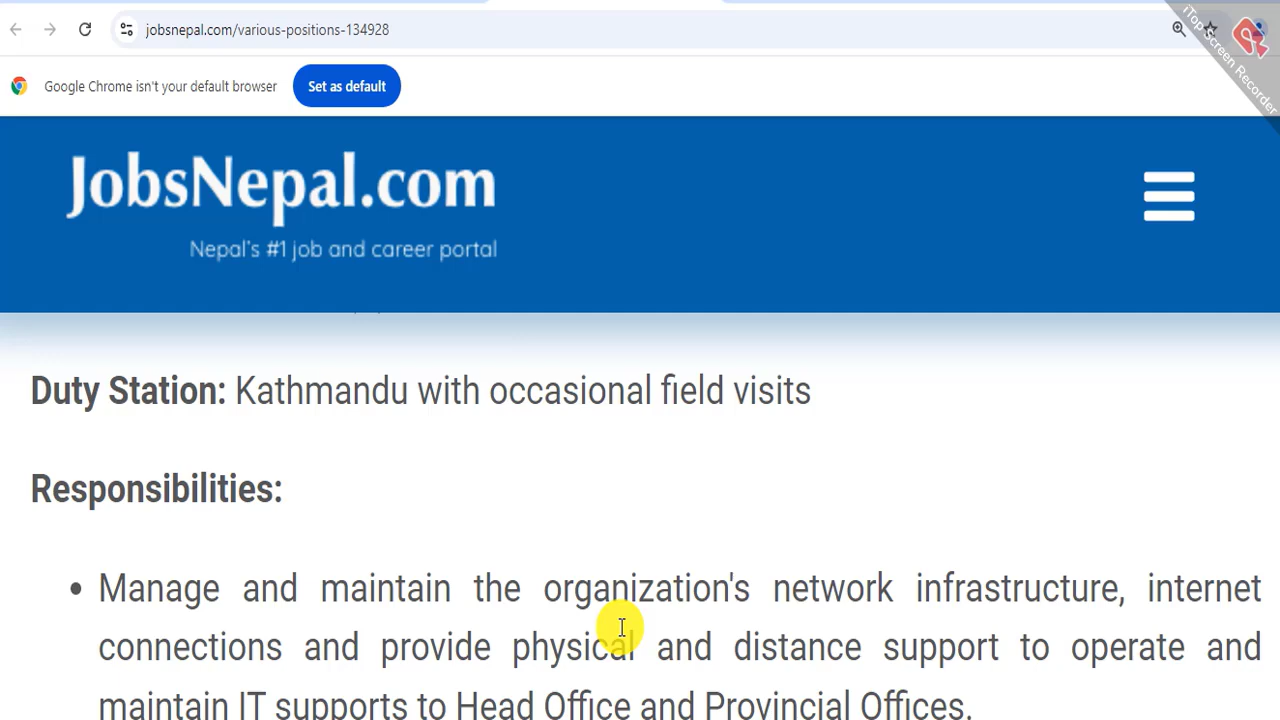 jobsnepal.com/various-positions-134928
Google Chrome isn't your default browser
Set as default
iTop Screen Recorder
JobsNepal.com
Nepal's #1 job and career portal
Duty Station: Kathmandu with occasional field visits
Responsibilities:
• Manage and maintain the organization's network infrastructure, internet
connections and provide physical and distance support to operate and
maintain IT supports to Head Office and Provincial Offices.